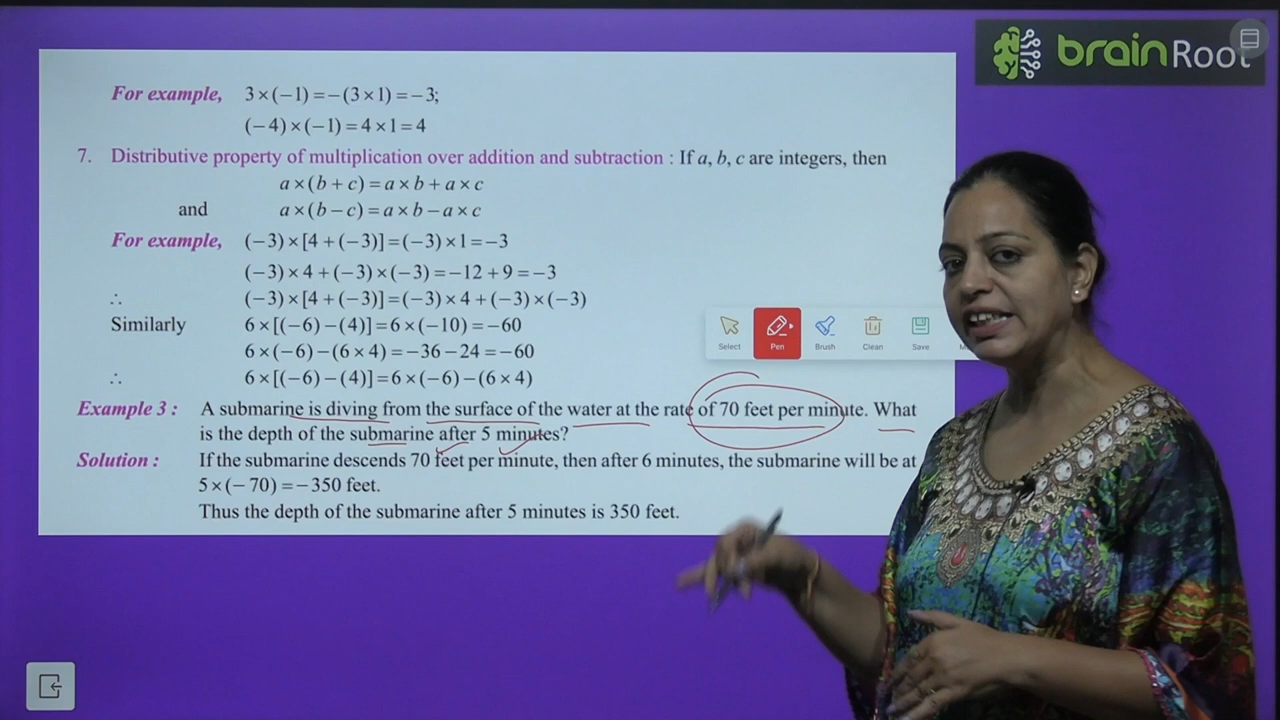 brainRoot
For example, 3×(−1)=−(3×1)=−3;
(−4)×(−1)=4×1=4
7. Distributive property of multiplication over addition and subtraction : If a, b, c are integers, then
a×(b+c)=a×b+a×c
and a×(b−c)=a×b−a×c
For example, (−3)×[4+(−3)]=(−3)×1=−3
(−3)×4+(−3)×(−3)=−12+9=−3
∴ (−3)×[4+(−3)]=(−3)×4+(−3)×(−3)
Similarly 6×[(−6)−(4)]=6×(−10)=−60
6×(−6)−(6×4)=−36−24=−60
∴ 6×[(−6)−(4)]=6×(−6)−(6×4)
Select Pen Brush Clean Save
Example 3 : A submarine is diving from the surface of the water at the rate of 70 feet per minute. What
is the depth of the submarine after 5 minutes?
Solution : If the submarine descends 70 feet per minute, then after 6 minutes, the submarine will be at
5×(−70)=−350 feet.
Thus the depth of the submarine after 5 minutes is 350 feet.